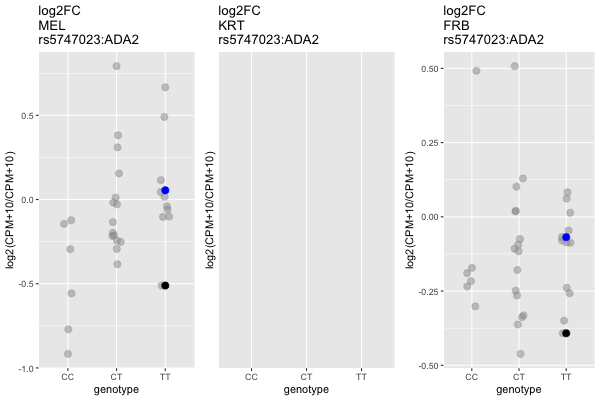 log2FC
MEL
rs5747023:ADA2
log2(CPM+10/CPM+10)
0.5
0.0
-0.5
-1.0
CC CT TT
genotype
log2FC
KRT
rs5747023:ADA2
log2(CPM+10/CPM+10)
CC CT TT
genotype
log2FC
FRB
rs5747023:ADA2
log2(CPM+10/CPM+10)
0.50
0.25
0.00
-0.25
-0.50
CC CT TT
genotype